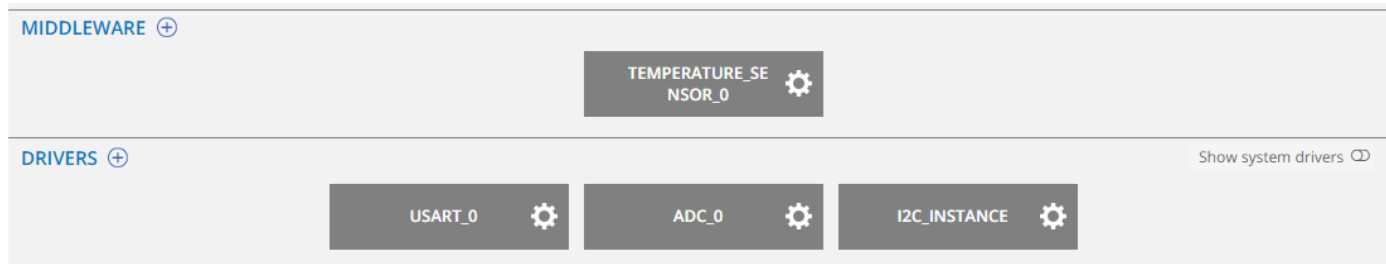 MIDDLEWARE
TEMPERATURE_SE
NSOR_0
DRIVERS
Show system drivers
USART_0
ADC_0
I2C_INSTANCE